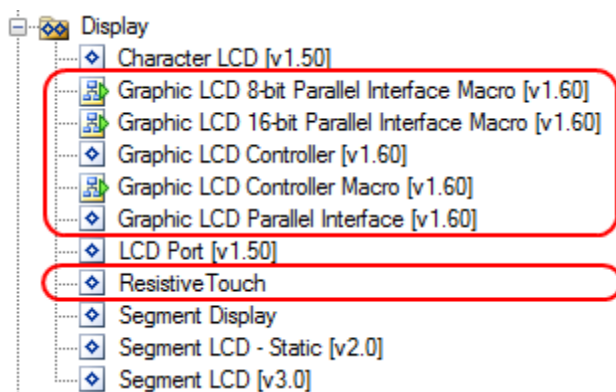 Display
Character LCD [v1.50]
Graphic LCD 8-bit Parallel Interface Macro [v1.60]
Graphic LCD 16-bit Parallel Interface Macro [v1.60]
Graphic LCD Controller [v1.60]
Graphic LCD Controller Macro [v1.60]
Graphic LCD Parallel Interface [v1.60]
LCD Port [v1.50]
ResistiveTouch
Segment Display
Segment LCD - Static [v2.0]
Segment LCD [v3.0]